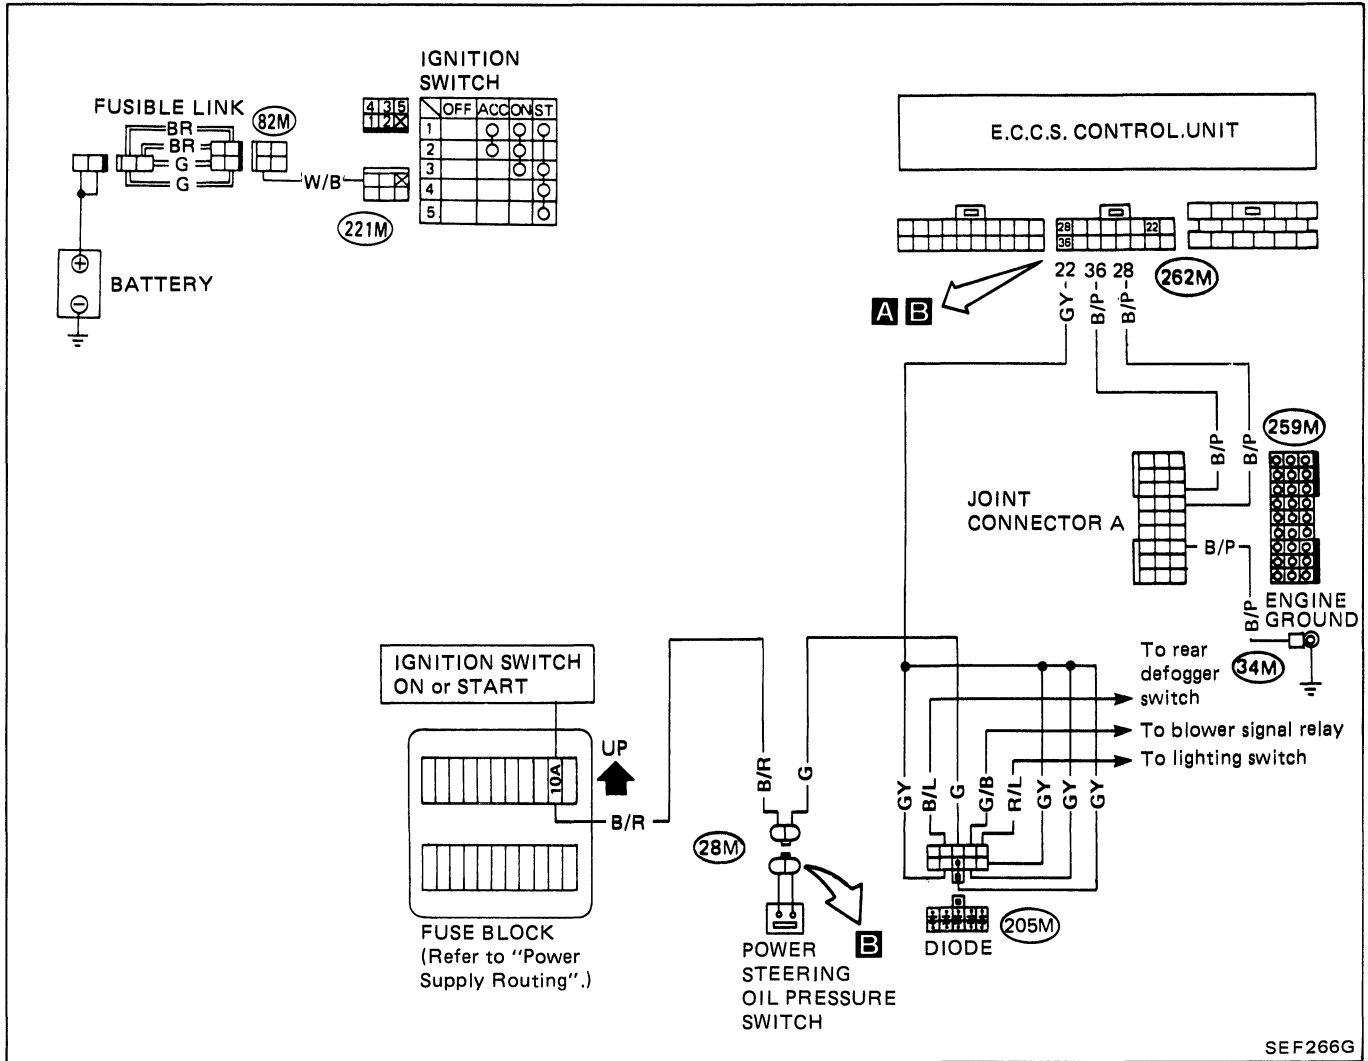 IGNITION
SWITCH
FUSIBLE LINK
82M
BR
BR
G
G
W/B
4 3 5
1 2
OFF ACC ON ST
1
2
3
4
5
221M
BATTERY
E.C.C.S. CONTROL.UNIT
28 22
36
22 36 28
262M
A B
GY
B/P
B/P
B/P
B/P
259M
JOINT
CONNECTOR A
B/P
B/P
ENGINE
GROUND
34M
To rear
defogger
switch
To blower signal relay
To lighting switch
IGNITION SWITCH
ON or START
UP
10A
B/R
B/R
G
GY
B/L
G
G/B
R/L
GY
GY
GY
28M
B
205M
DIODE
FUSE BLOCK
(Refer to "Power
Supply Routing".)
POWER
STEERING
OIL PRESSURE
SWITCH
SEF266G